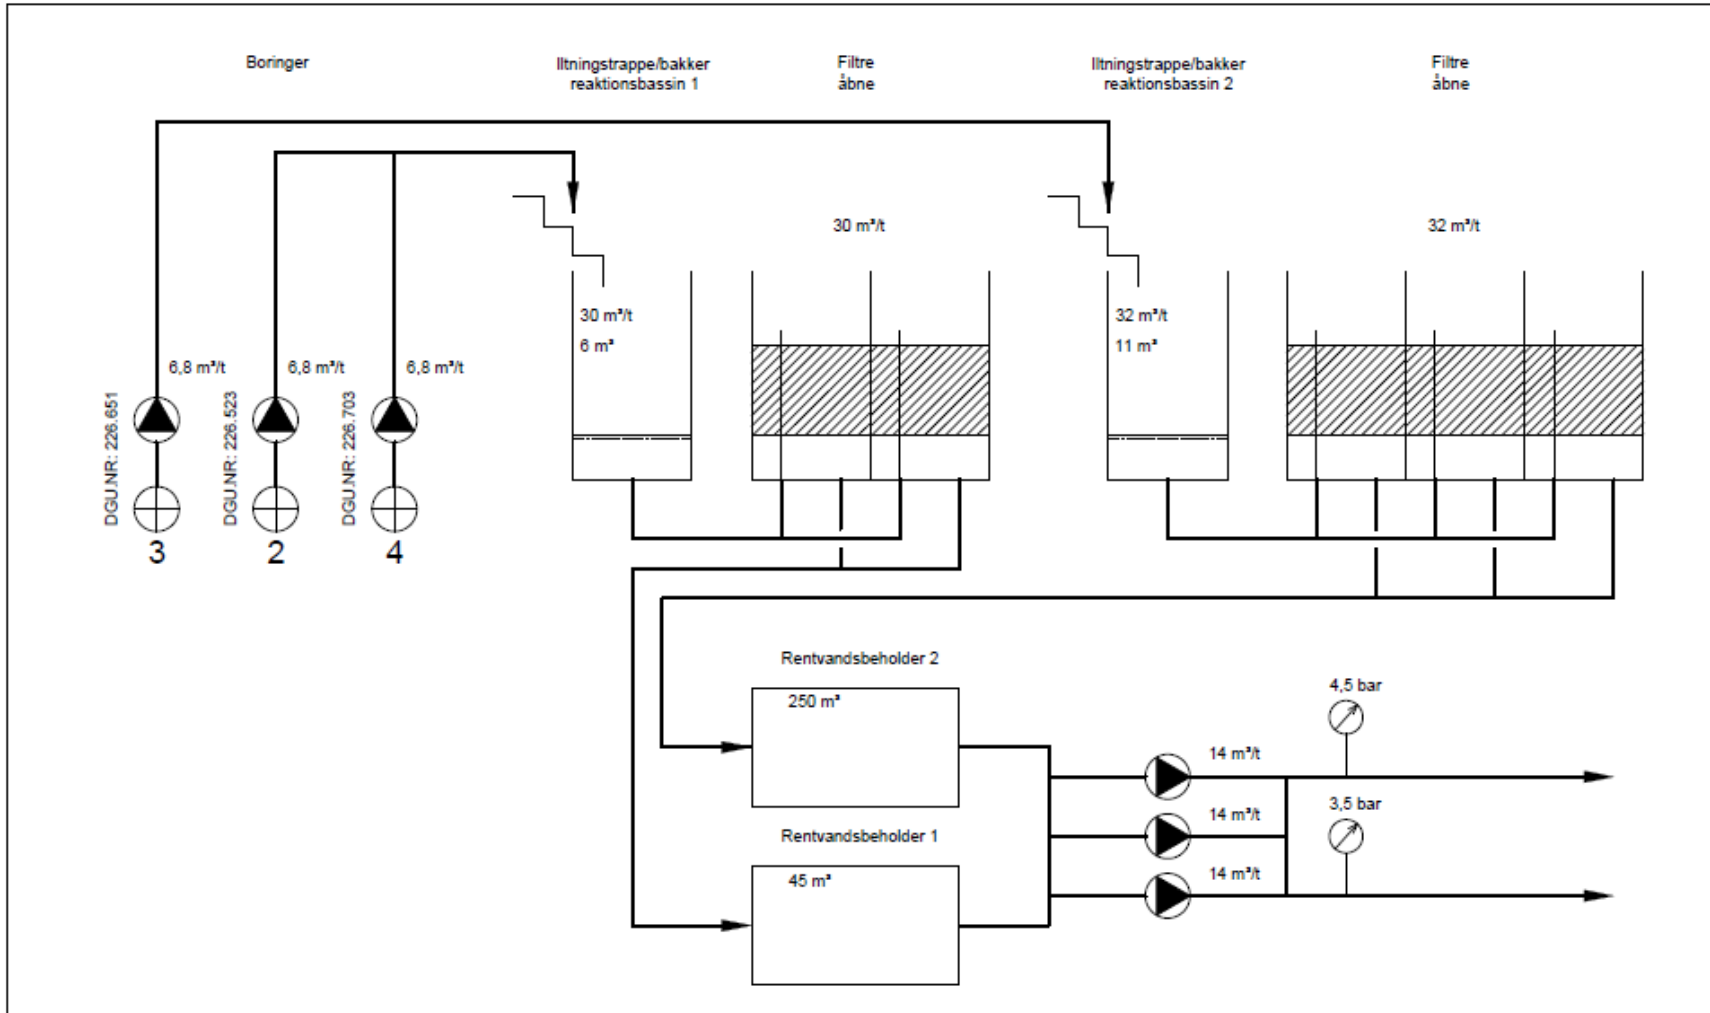 Boringer
Iltningstrappe/bakker
reaktionsbassin 1
Filtre
åbne
Iltningstrappe/bakker
reaktionsbassin 2
Filtre
åbne
30 m³/t
32 m³/t
30 m³/t
6 m³
32 m³/t
11 m³
6,8 m³/t
6,8 m³/t
6,8 m³/t
DGU.NR: 226.651
DGU.NR: 226.523
DGU.NR: 226.703
3
2
4
Rentvandsbeholder 2
250 m³
4,5 bar
14 m³/t
3,5 bar
14 m³/t
Rentvandsbeholder 1
45 m³
14 m³/t